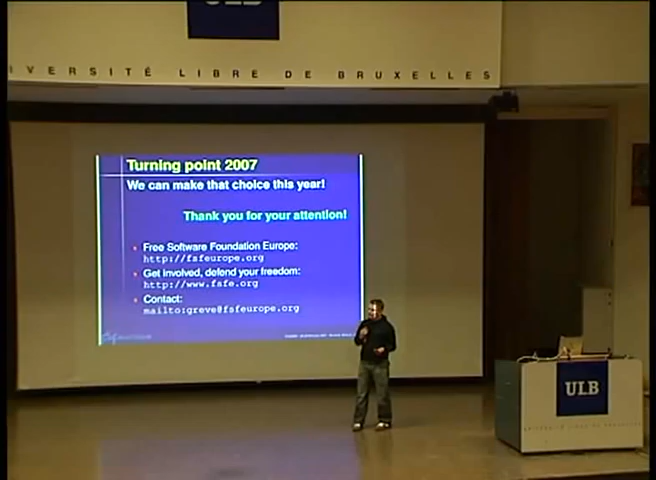 ULB
UNIVERSITÉ LIBRE DE BRUXELLES
Turning point 2007
We can make that choice this year!
Thank you for your attention!
Free Software Foundation Europe:
http://fsfeurope.org
Get involved, defend your freedom:
http://www.fsfe.org
Contact:
mailto:greve@fsfeurope.org
ULB